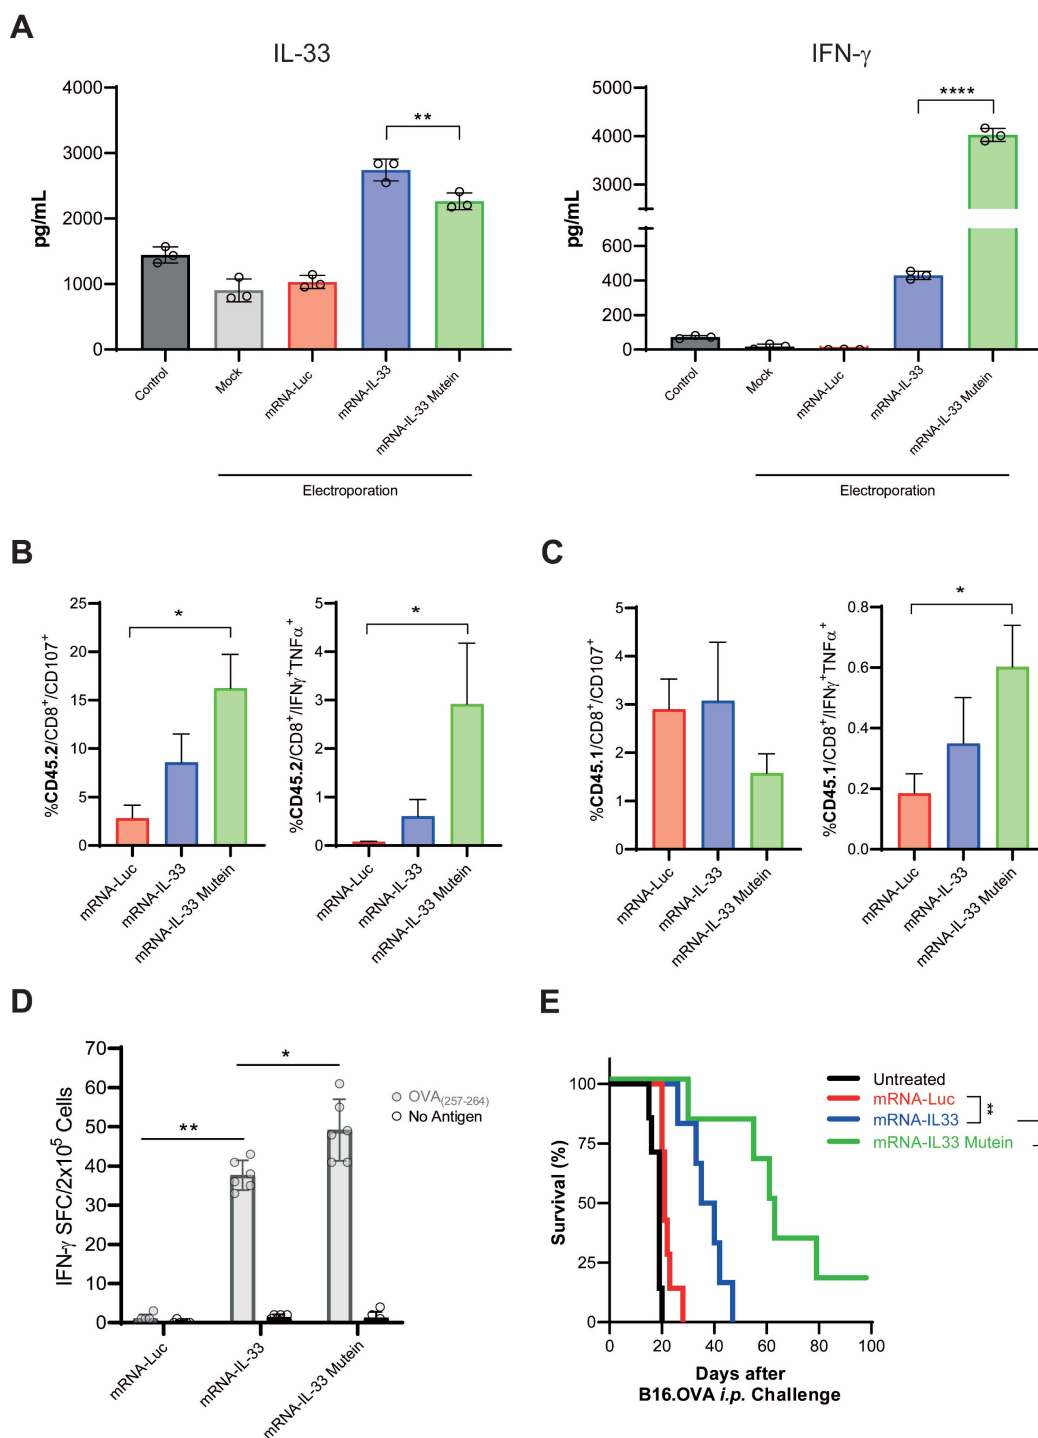 A
IL-33
IFN-γ
4000
3000
2000
1000
0
pg/mL
**
Control
Mock
mRNA-Luc
mRNA-IL-33
mRNA-IL-33 Mutein
Electroporation
5000
4000
3000
600
400
200
0
pg/mL
****
Control
Mock
mRNA-Luc
mRNA-IL-33
mRNA-IL-33 Mutein
Electroporation
B
25
20
15
10
5
0
%CD45.2/CD8⁺/CD107⁺
*
mRNA-Luc
mRNA-IL-33
mRNA-IL-33 Mutein
5
4
3
2
1
0
%CD45.2/CD8⁺/IFNγ⁺TNFα⁺
*
mRNA-Luc
mRNA-IL-33
mRNA-IL-33 Mutein
C
5
4
3
2
1
0
%CD45.1/CD8⁺/CD107⁺
mRNA-Luc
mRNA-IL-33
mRNA-IL-33 Mutein
0.8
0.6
0.4
0.2
0.0
%CD45.1/CD8⁺/IFNγ⁺TNFα⁺
*
mRNA-Luc
mRNA-IL-33
mRNA-IL-33 Mutein
D
70
60
50
40
30
20
10
0
IFN-γ SFC/2x10⁵ Cells
**
*
OVA(257-264)
No Antigen
mRNA-Luc
mRNA-IL-33
mRNA-IL-33 Mutein
E
100
75
50
25
0
Survival (%)
Untreated
mRNA-Luc
mRNA-IL33
mRNA-IL33 Mutein
**
0 20 40 60 80 100
Days after
B16.OVA i.p. Challenge